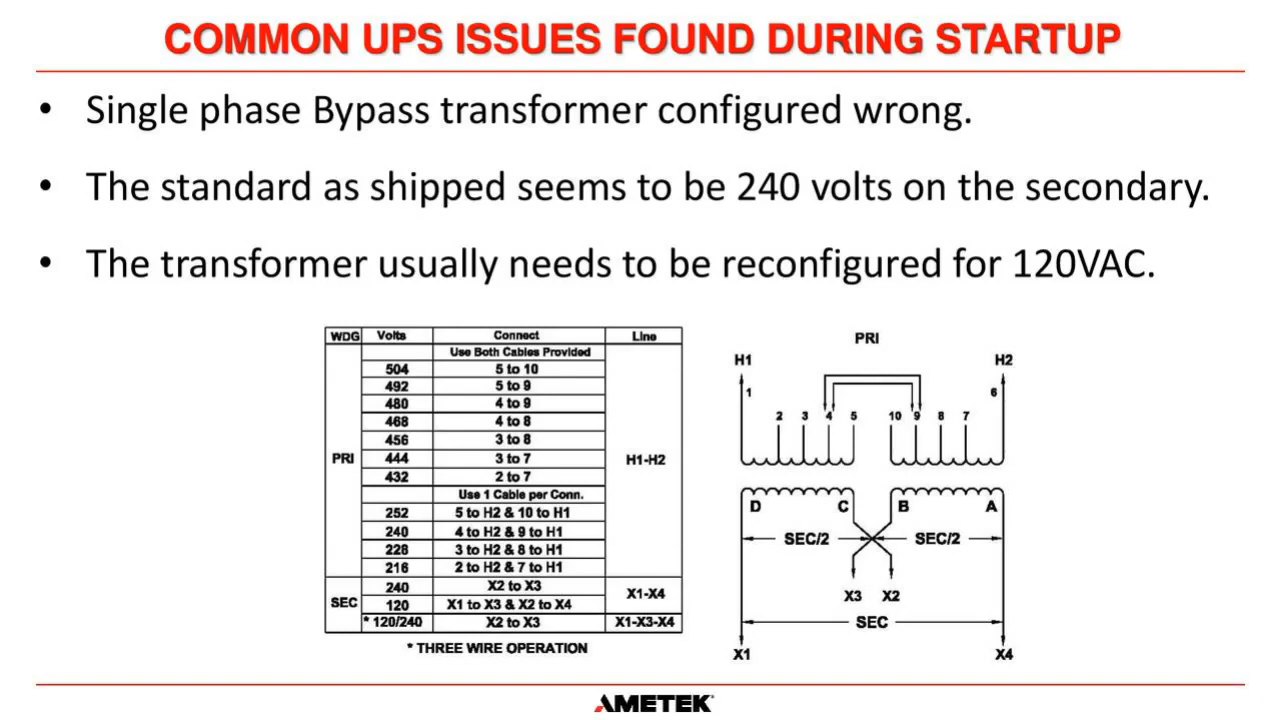 COMMON UPS ISSUES FOUND DURING STARTUP
• Single phase Bypass transformer configured wrong.
• The standard as shipped seems to be 240 volts on the secondary.
• The transformer usually needs to be reconfigured for 120VAC.
WDG Volts Connect Line
Use Both Cables Provided
504 5 to 10
492 5 to 9
480 4 to 9
468 4 to 8
456 3 to 8
PRI 444 3 to 7 H1-H2
432 2 to 7
Use 1 Cable per Conn.
252 5 to H2 & 10 to H1
240 4 to H2 & 9 to H1
228 3 to H2 & 8 to H1
216 2 to H2 & 7 to H1
SEC 240 X2 to X3 X1-X4
120 X1 to X3 & X2 to X4
* 120/240 X2 to X3 X1-X3-X4
* THREE WIRE OPERATION
PRI
H1 H2
1 6
2 3 4 5 10 9 8 7
D C B A
SEC/2 SEC/2
X3 X2
SEC
X1 X4
AMETEK